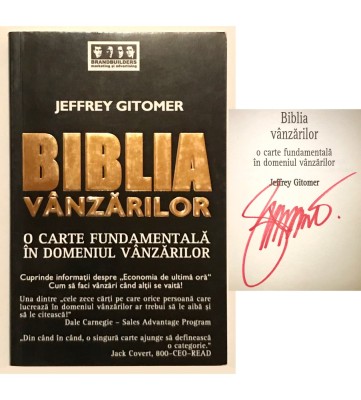 BRANDBUILDERS
marketing și advertising
JEFFREY GITOMER
BIBLIA
VÂNZĂRILOR
O CARTE FUNDAMENTALĂ
ÎN DOMENIUL VÂNZĂRILOR
Cuprinde informații despre „Economia de ultimă oră"
Cum să faci vânzări când alții se vaită!
Una dintre „cele zece cărți pe care orice persoană care
lucrează în domeniul vânzărilor ar trebui să le aibă și
să le citească!"
Dale Carnegie – Sales Advantage Program
„Din când în când, o singură carte ajunge să definească
o categorie."
Jack Covert, 800-CEO-READ
Biblia
vânzărilor
o carte fundamentală
în domeniul vânzărilor
Jeffrey Gitomer